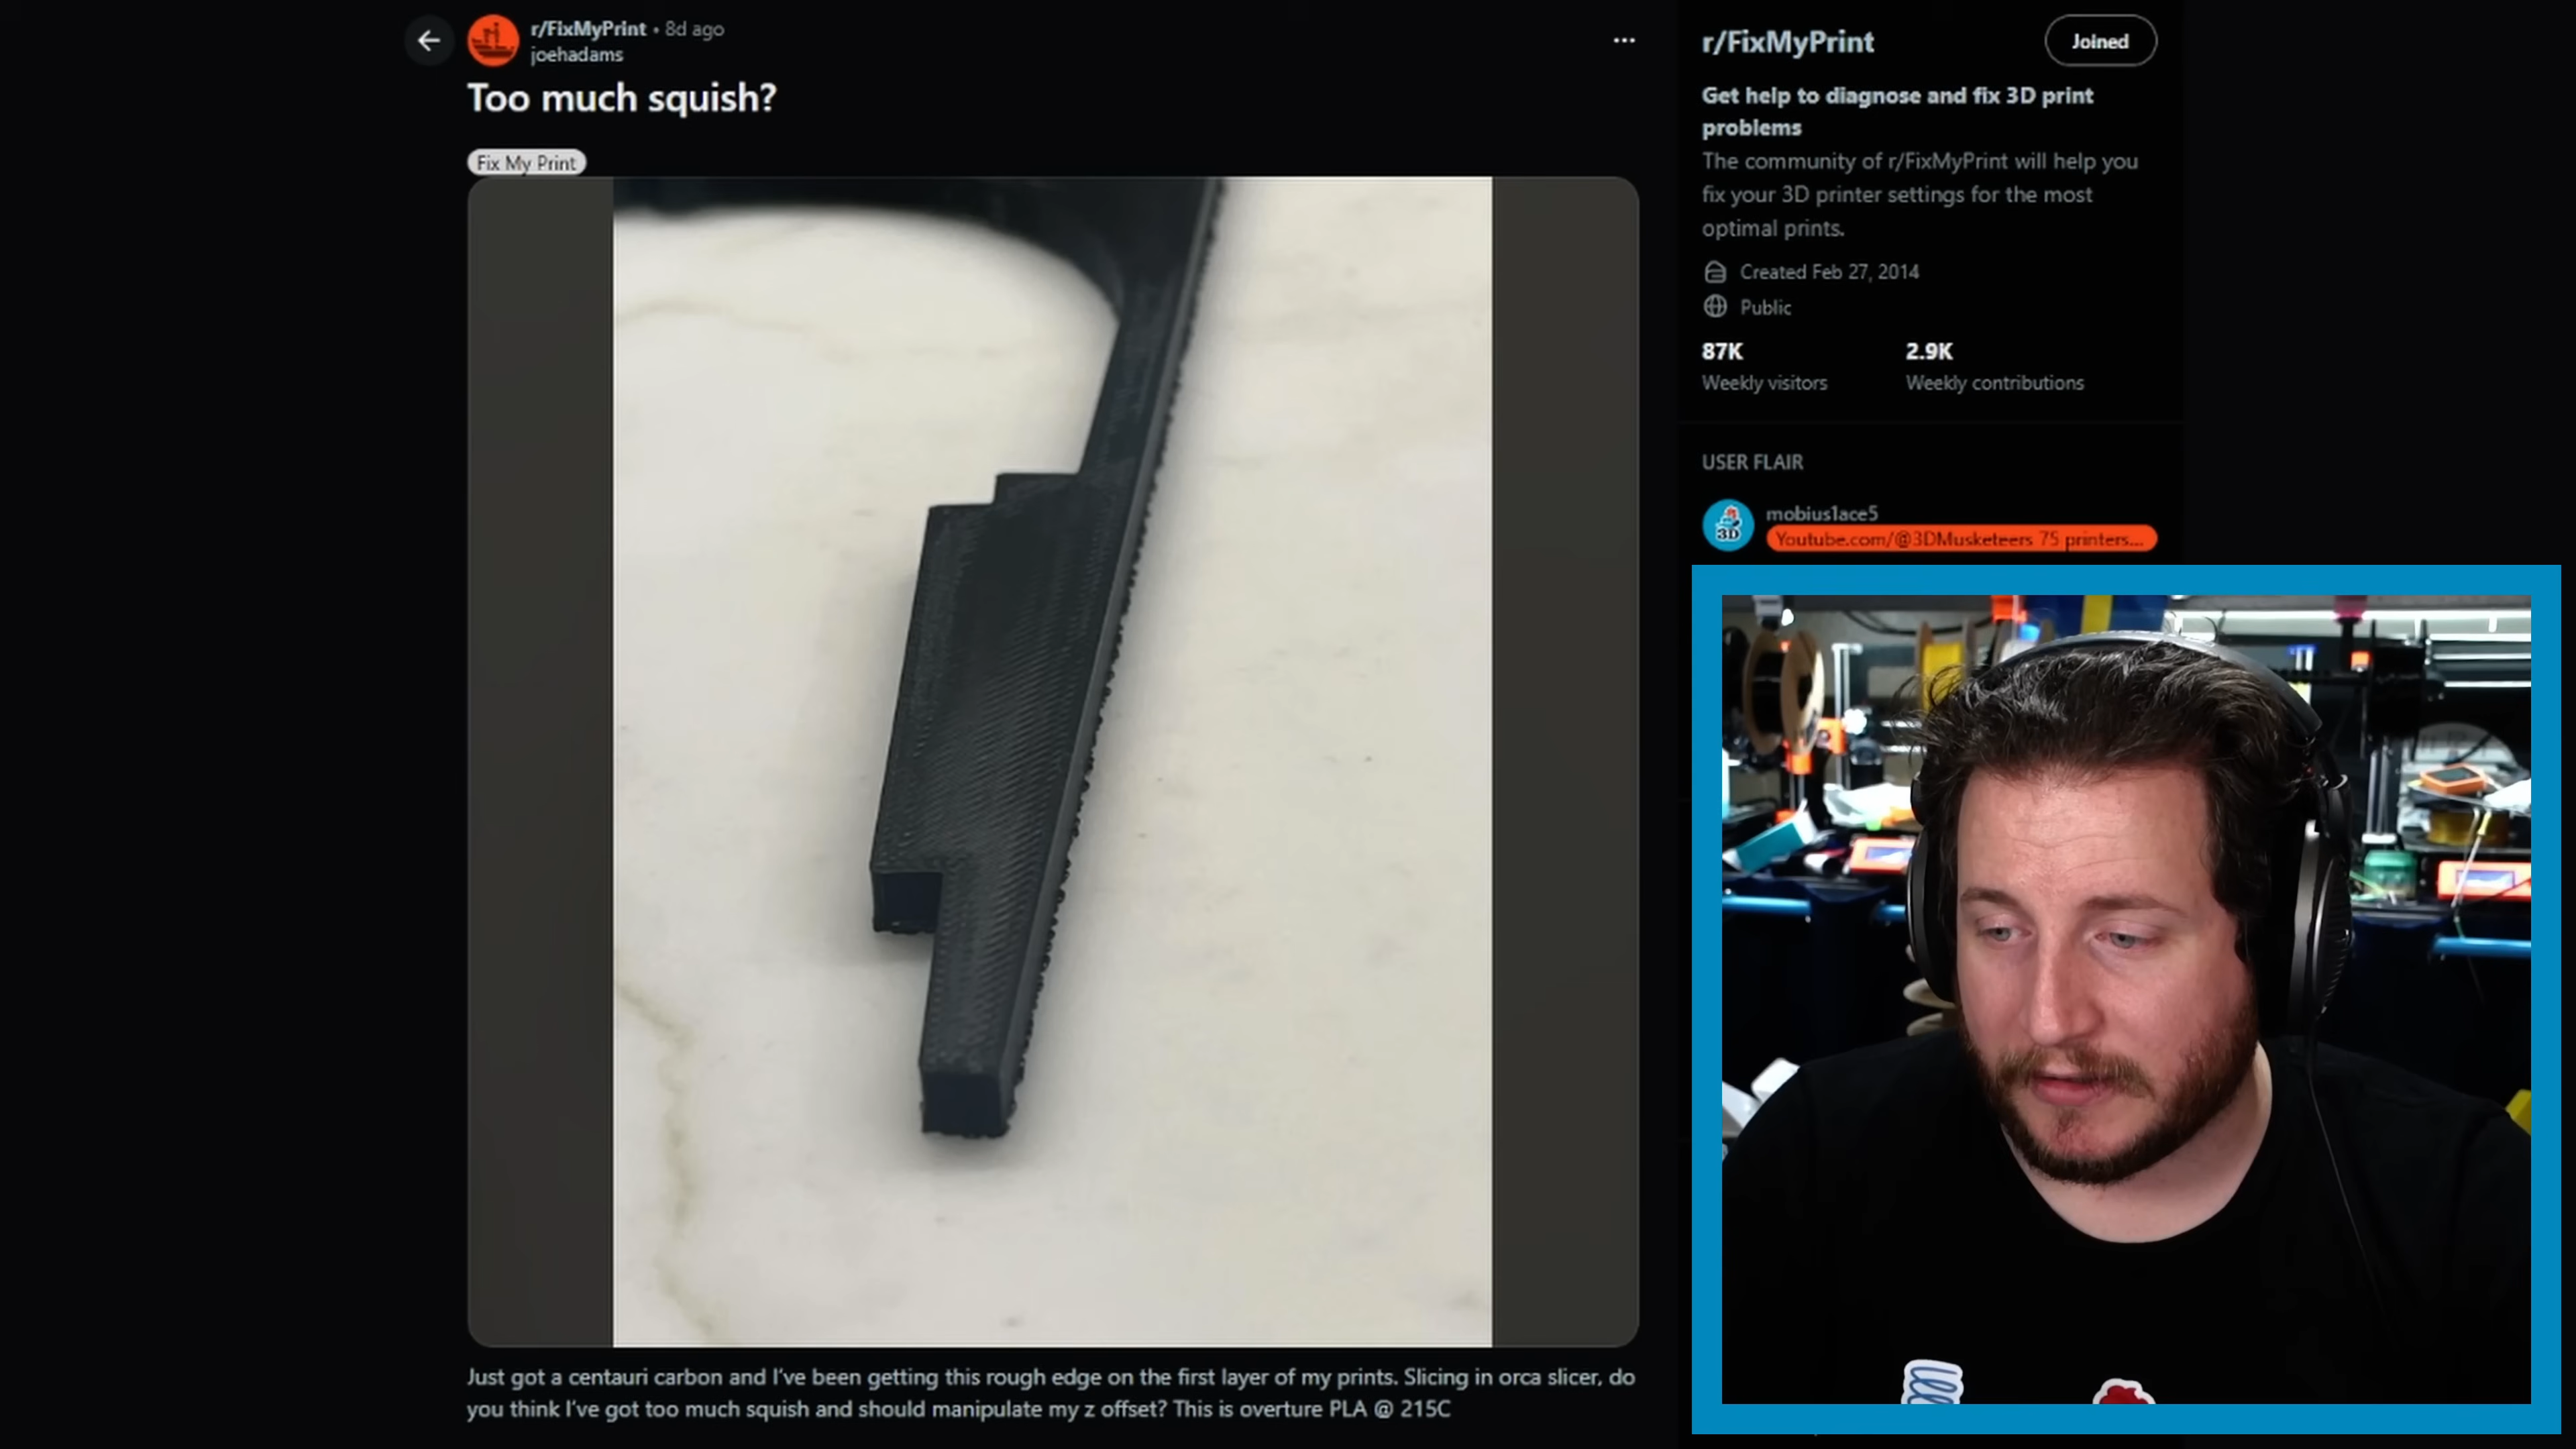 r/FixMyPrint • 8d ago
joehadams
Too much squish?
Fix My Print
Just got a centauri carbon and I've been getting this rough edge on the first layer of my prints. Slicing in orca slicer, do
you think I've got too much squish and should manipulate my z offset? This is overture PLA @ 215C
r/FixMyPrint
Joined
Get help to diagnose and fix 3D print
problems
The community of r/FixMyPrint will help you
fix your 3D printer settings for the most
optimal prints.
Created Feb 27, 2014
Public
87K
2.9K
Weekly visitors
Weekly contributions
USER FLAIR
3D
mobius1ace5
Youtube.com/@3DMusketeers 75 printers...